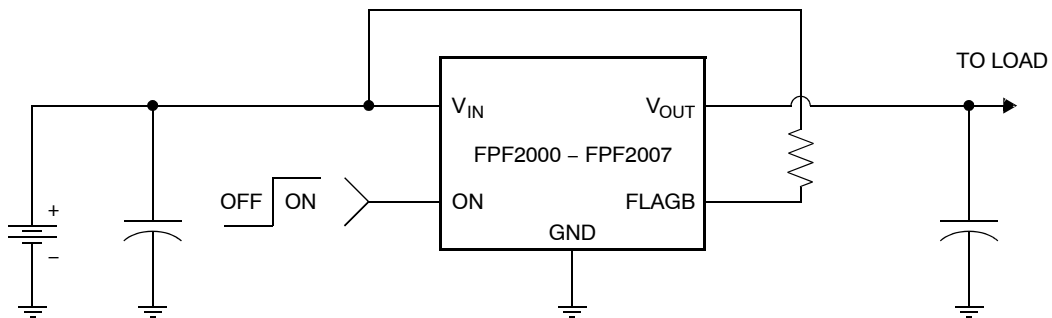 TO LOAD
VIN
VOUT
FPF2000 – FPF2007
OFF
ON
ON
FLAGB
+
GND
–